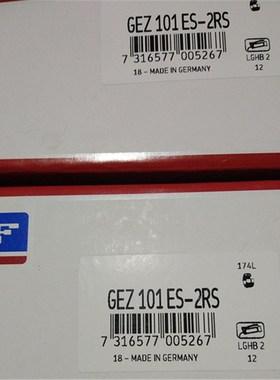 GEZ 101 ES-2RS
7 316577 005267
18 - MADE IN GERMANY
LGHB 2
12
F
174L
GEZ 101 ES-2RS
7 316577 005267
18 - MADE IN GERMANY
LGHB 2
12